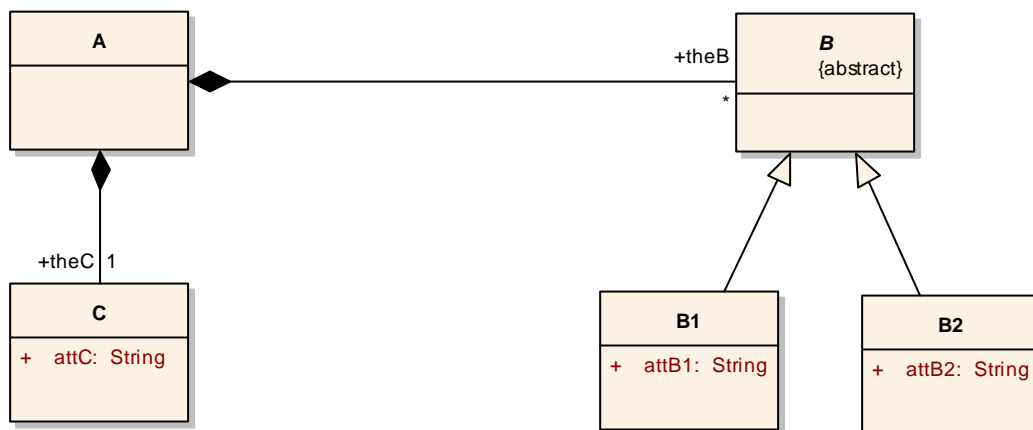 A
B
{abstract}
+theB
*
+theC 1
C
+ attC: String
B1
+ attB1: String
B2
+ attB2: String